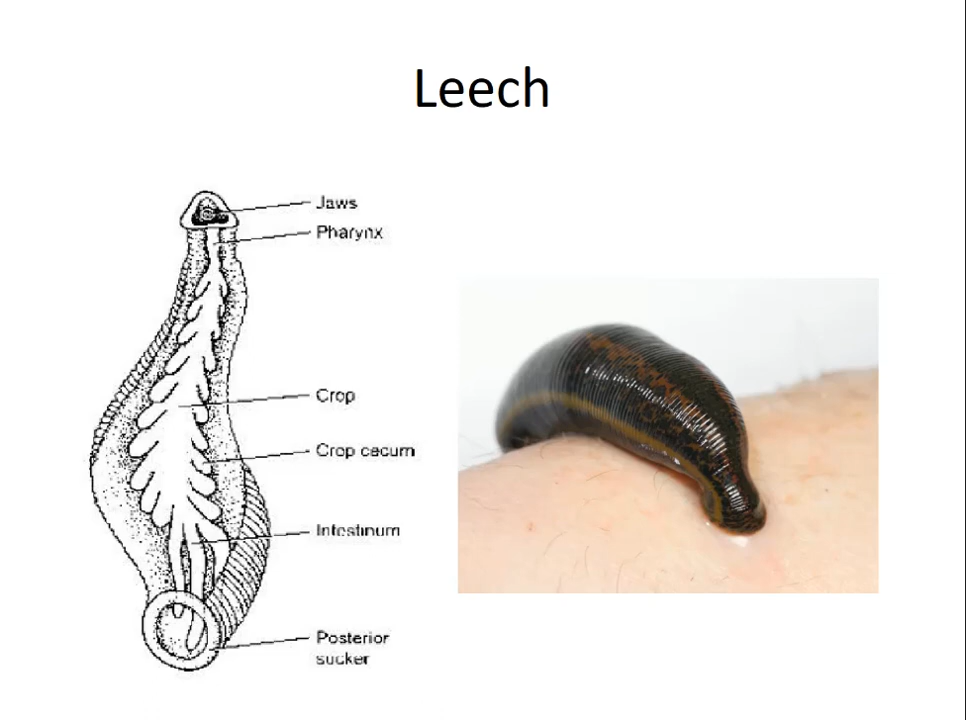 Leech
Jaws
Pharynx
Crop
Crop cecum
Intestinum
Posterior
sucker